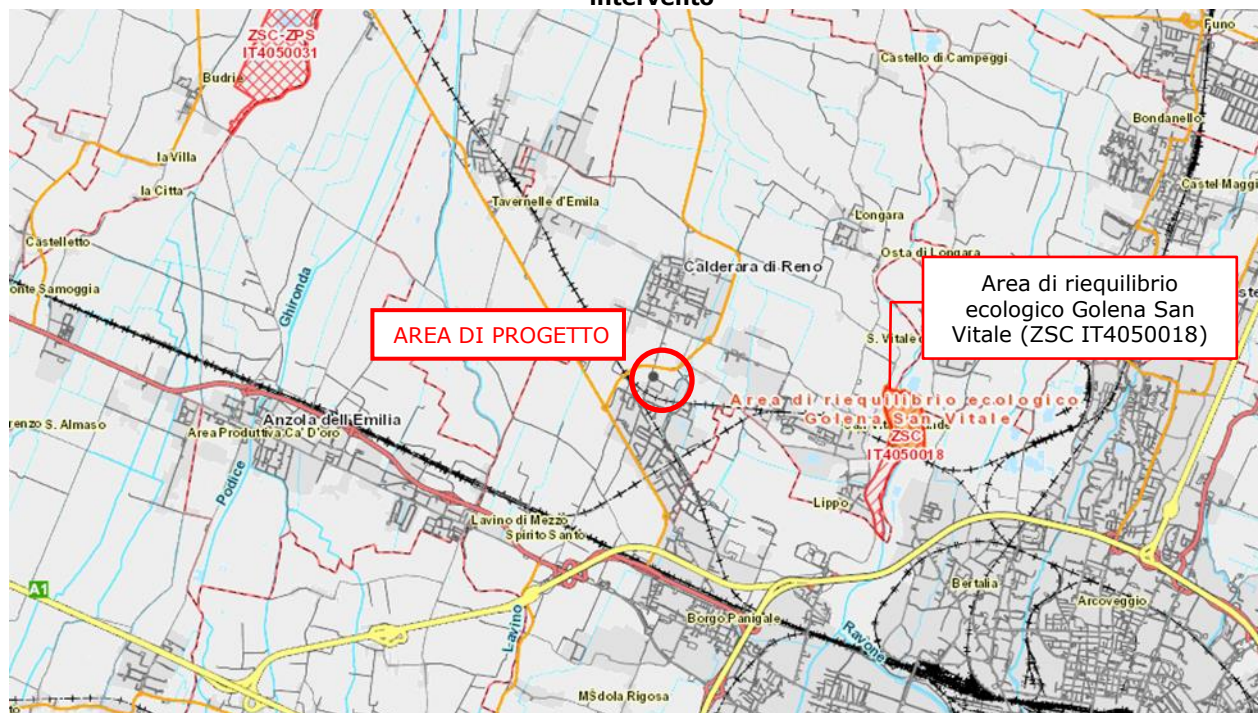 intervento
ZSC-ZPS
IT4050031
Budrie
Funo
Castello di Campeggi
Bondanello
la Villa
la Citta
Castel Maggi
Tavernelle d'Emila
Longara
Castelletto
Osta di Longara
Calderara di Reno
onte Samoggia
Ghironda
Area di riequilibrio
ecologico Golena San
Vitale (ZSC IT4050018)
AREA DI PROGETTO
S. Vitale
Area di riequilibrio ecologico
Golena San Vitale
ZSC
IT4050018
Anzola dell'Emilia
renzo S. Almaso
Area Produttiva Ca' D'oro
Podice
Lippo
Lavino di Mezzo
Spirito Santo
A1
Bertalia
Arcoveggio
Lavino
Borgo Panigale
Ravone
MŠdola Rigosa